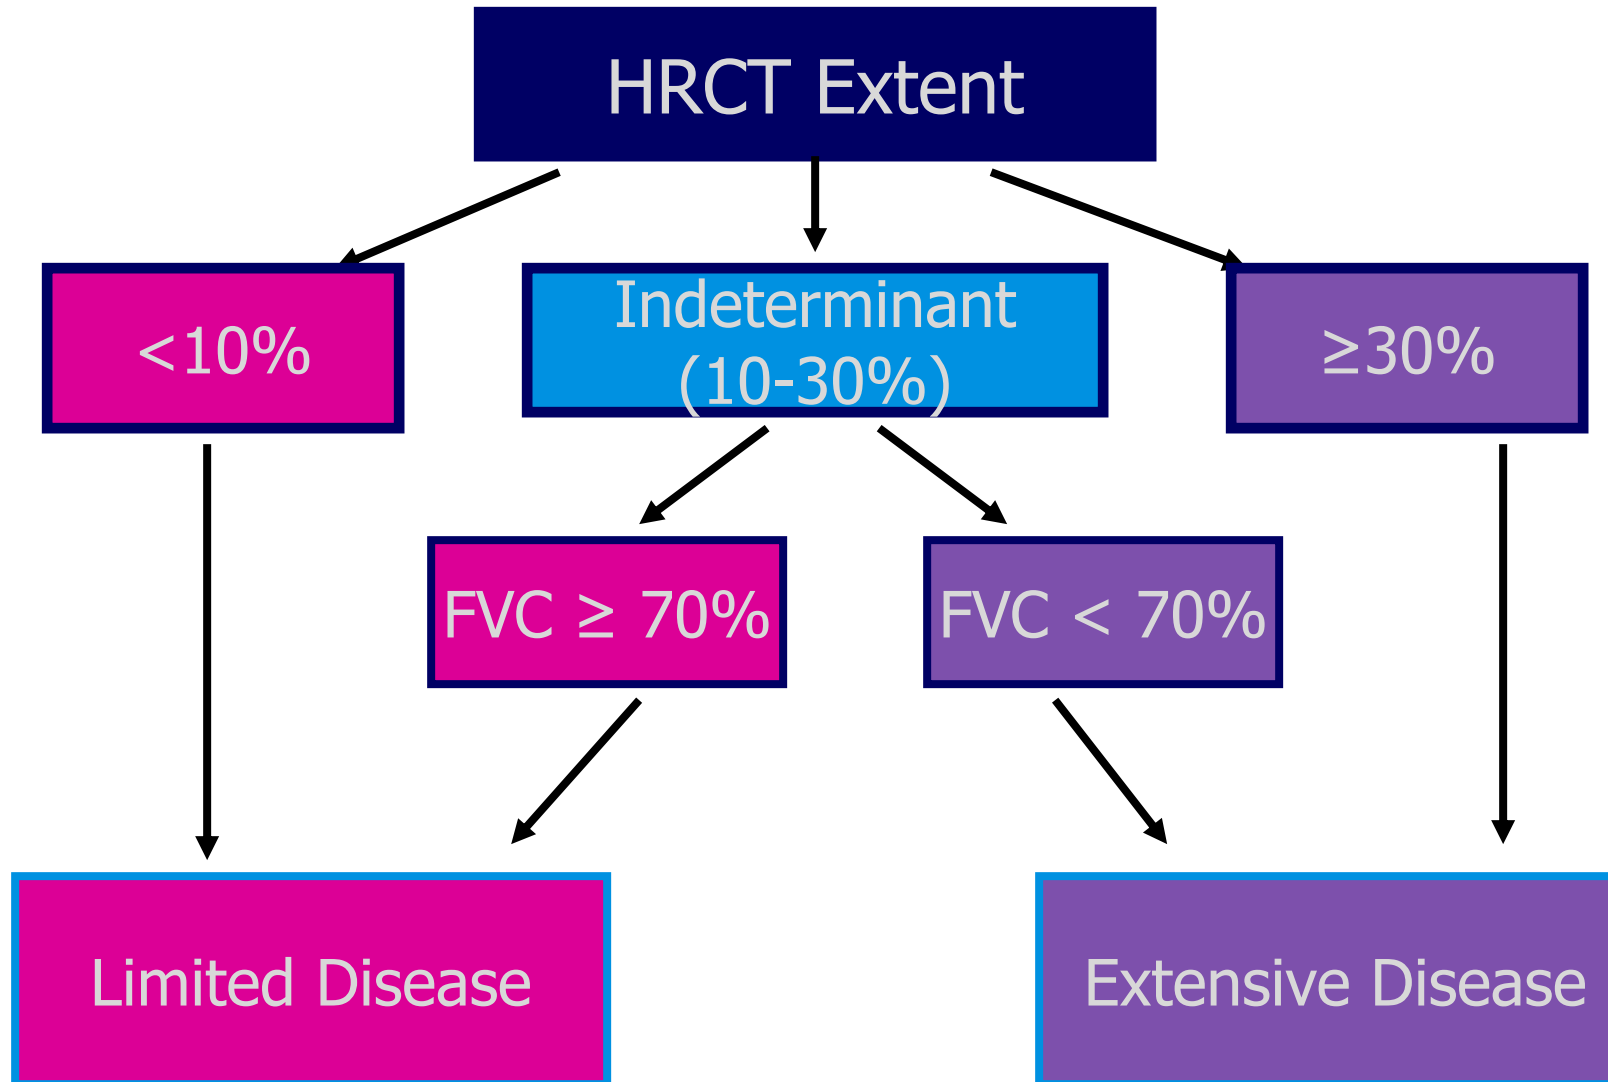 HRCT Extent
<10%
Indeterminant
(10-30%)
≥30%
FVC ≥ 70%
FVC < 70%
Limited Disease
Extensive Disease